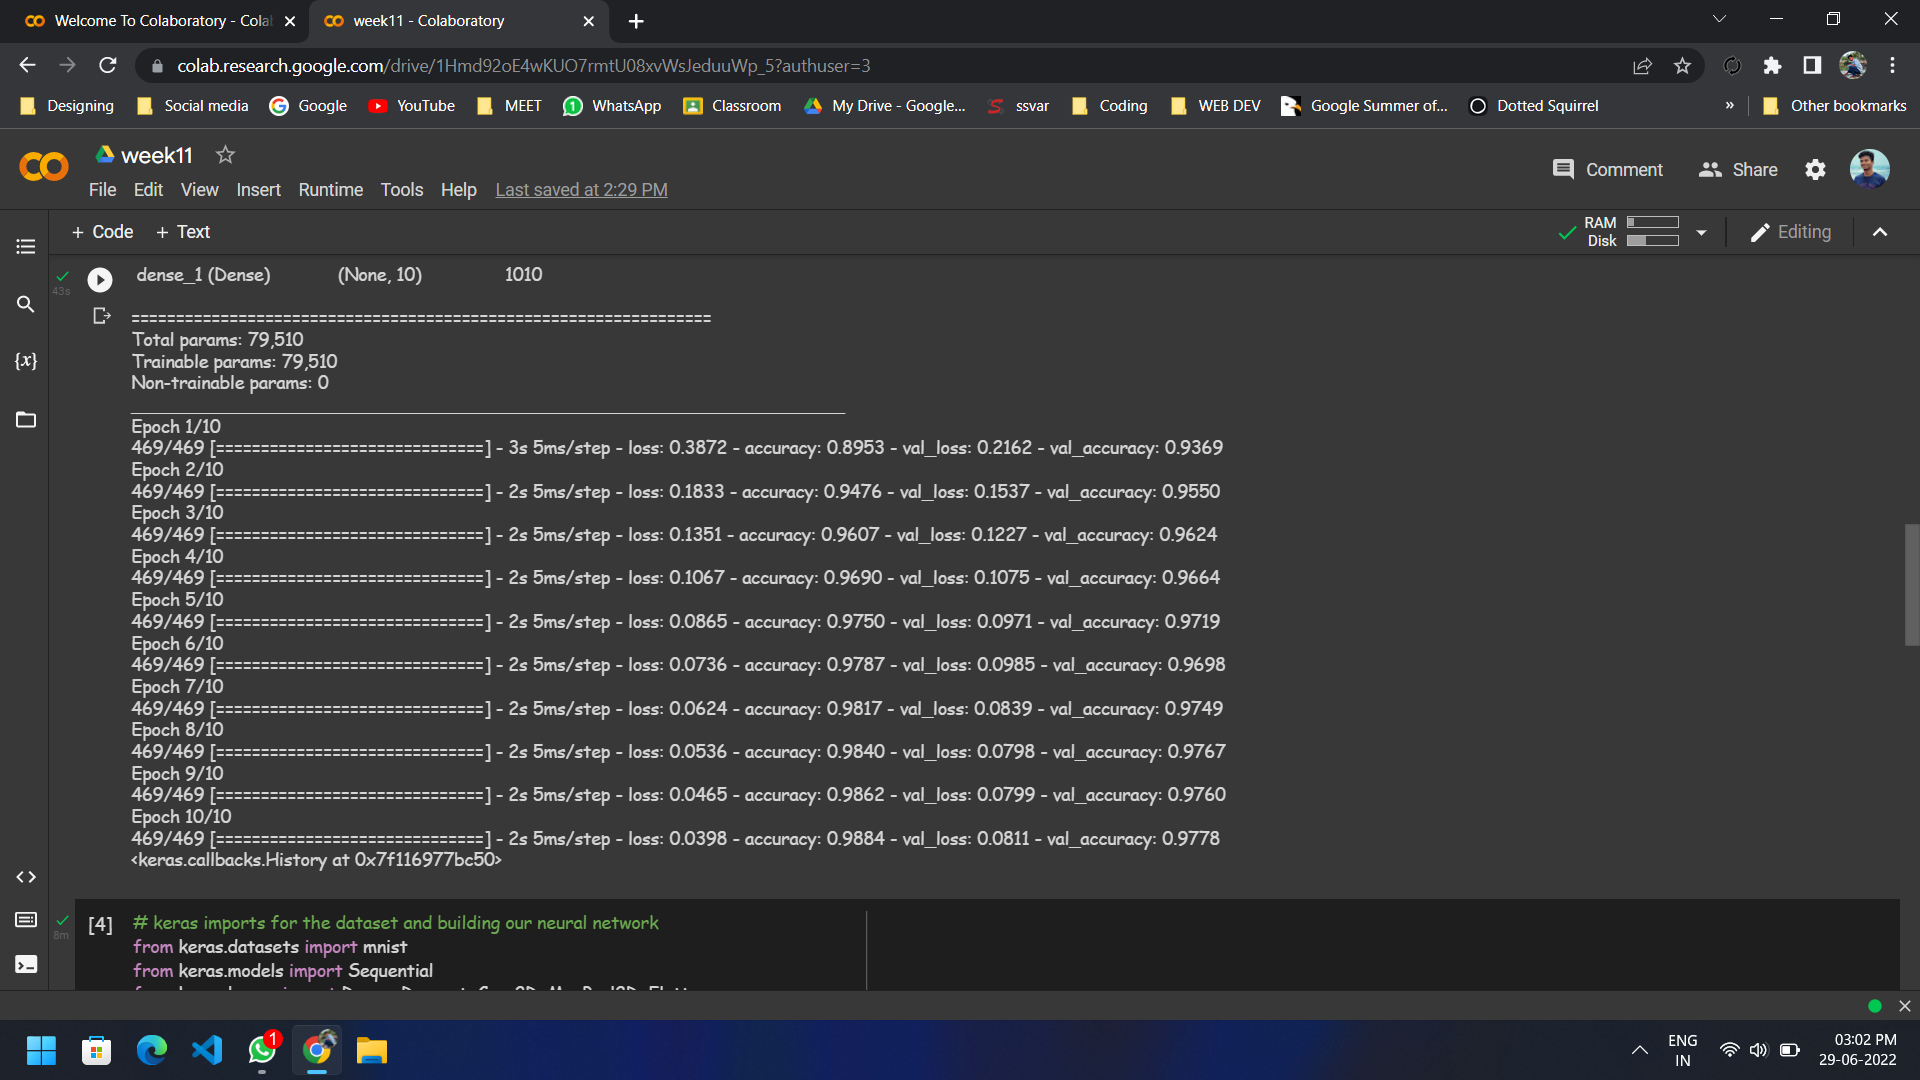 Welcome To Colaboratory - Cola
week11 - Colaboratory
colab.research.google.com/drive/1Hmd92oE4wKUO7rmtU08xvWsJeduuWp_5?authuser=3
Designing Social media Google YouTube MEET WhatsApp Classroom My Drive - Google... ssvar Coding WEB DEV Google Summer of... Dotted Squirrel » Other bookmarks
week11
Comment Share
File Edit View Insert Runtime Tools Help Last saved at 2:29 PM
+ Code + Text
RAM
Disk
Editing
43s
dense_1 (Dense) (None, 10) 1010
=================================================================
Total params: 79,510
Trainable params: 79,510
Non-trainable params: 0
_________________________________________________________________
Epoch 1/10
469/469 [==============================] - 3s 5ms/step - loss: 0.3872 - accuracy: 0.8953 - val_loss: 0.2162 - val_accuracy: 0.9369
Epoch 2/10
469/469 [==============================] - 2s 5ms/step - loss: 0.1833 - accuracy: 0.9476 - val_loss: 0.1537 - val_accuracy: 0.9550
Epoch 3/10
469/469 [==============================] - 2s 5ms/step - loss: 0.1351 - accuracy: 0.9607 - val_loss: 0.1227 - val_accuracy: 0.9624
Epoch 4/10
469/469 [==============================] - 2s 5ms/step - loss: 0.1067 - accuracy: 0.9690 - val_loss: 0.1075 - val_accuracy: 0.9664
Epoch 5/10
469/469 [==============================] - 2s 5ms/step - loss: 0.0865 - accuracy: 0.9750 - val_loss: 0.0971 - val_accuracy: 0.9719
Epoch 6/10
469/469 [==============================] - 2s 5ms/step - loss: 0.0736 - accuracy: 0.9787 - val_loss: 0.0985 - val_accuracy: 0.9698
Epoch 7/10
469/469 [==============================] - 2s 5ms/step - loss: 0.0624 - accuracy: 0.9817 - val_loss: 0.0839 - val_accuracy: 0.9749
Epoch 8/10
469/469 [==============================] - 2s 5ms/step - loss: 0.0536 - accuracy: 0.9840 - val_loss: 0.0798 - val_accuracy: 0.9767
Epoch 9/10
469/469 [==============================] - 2s 5ms/step - loss: 0.0465 - accuracy: 0.9862 - val_loss: 0.0799 - val_accuracy: 0.9760
Epoch 10/10
469/469 [==============================] - 2s 5ms/step - loss: 0.0398 - accuracy: 0.9884 - val_loss: 0.0811 - val_accuracy: 0.9778
<keras.callbacks.History at 0x7f116977bc50>
8m
[4] # keras imports for the dataset and building our neural network
from keras.datasets import mnist
from keras.models import Sequential
{x}
1
ENG
IN
03:02 PM
29-06-2022